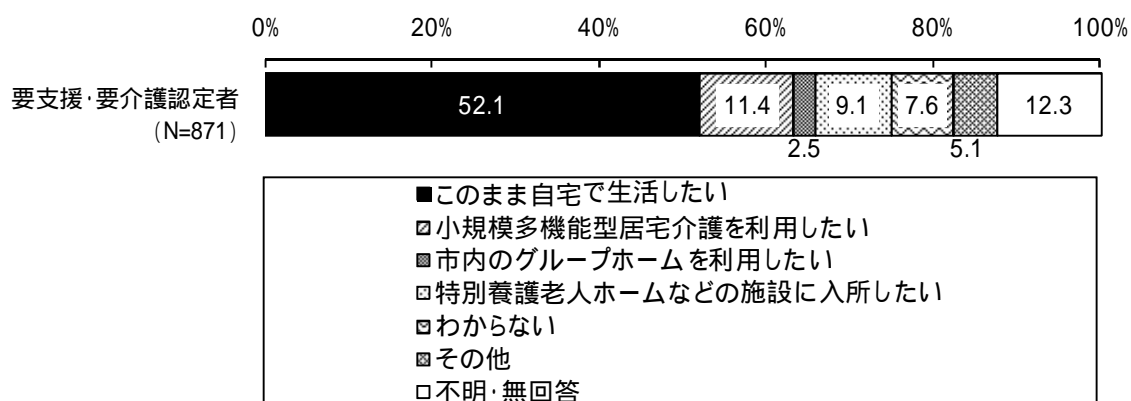 0% 20% 40% 60% 80% 100%
要支援・要介護認定者
(N=871)
52.1 11.4 9.1 7.6 12.3
2.5 5.1
■このまま自宅で生活したい
小規模多機能型居宅介護を利用したい
市内のグループホームを利用したい
特別養護老人ホームなどの施設に入所したい
わからない
その他
□不明・無回答